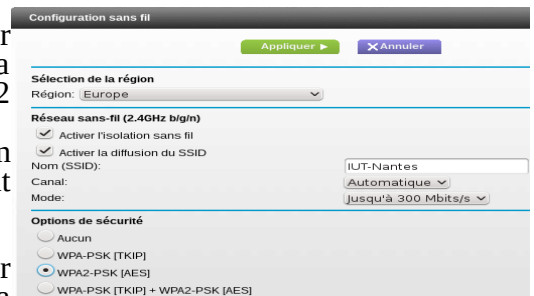 Configuration sans fil
r
Appliquer Annuler
a
Sélection de la région
2
Région: Europe
Réseau sans-fil (2.4GHz b/g/n)
Activer l'isolation sans fil
n
Activer la diffusion du SSID
Nom (SSID): IUT-Nantes
t
Canal: Automatique
Mode: Jusqu'à 300 Mbits/s
Options de sécurité
Aucun
WPA-PSK [TKIP]
r
WPA2-PSK [AES]
WPA-PSK [TKIP] + WPA2-PSK [AES]